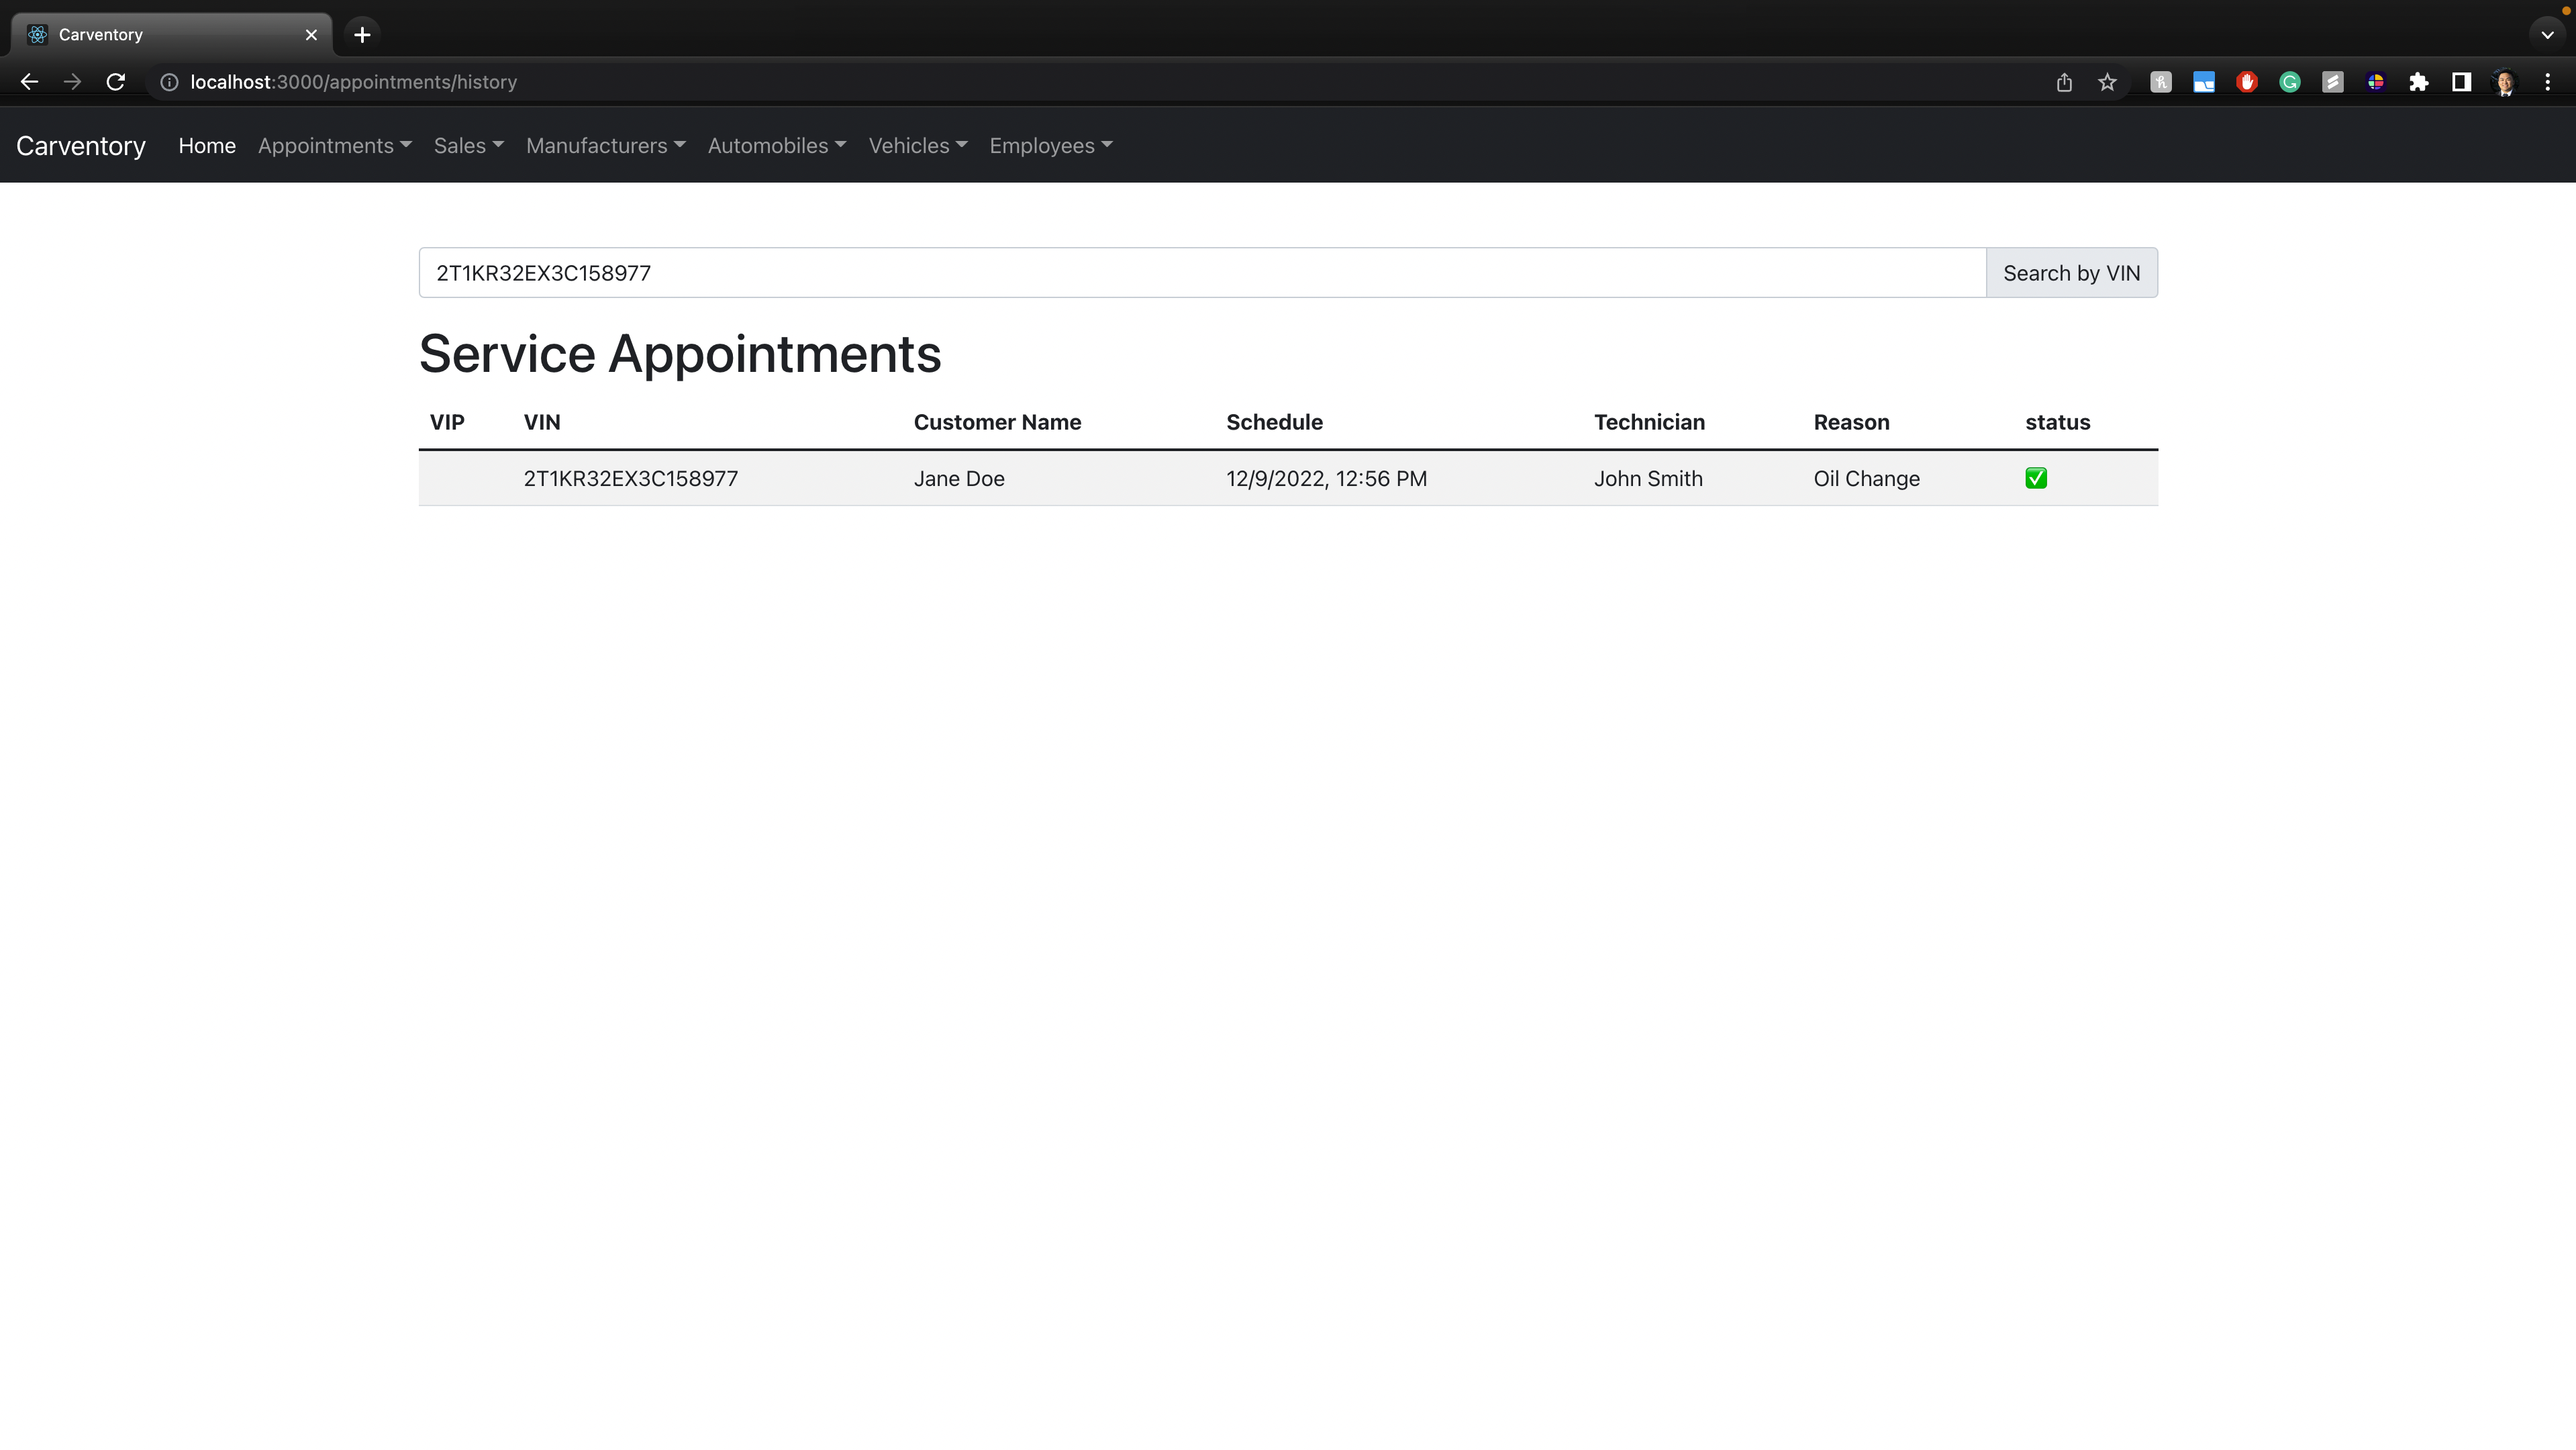 Carventory
localhost:3000/appointments/history
Carventory Home Appointments Sales Manufacturers Automobiles Vehicles Employees
2T1KR32EX3C158977 Search by VIN
Service Appointments
VIP VIN Customer Name Schedule Technician Reason status
2T1KR32EX3C158977 Jane Doe 12/9/2022, 12:56 PM John Smith Oil Change ✅